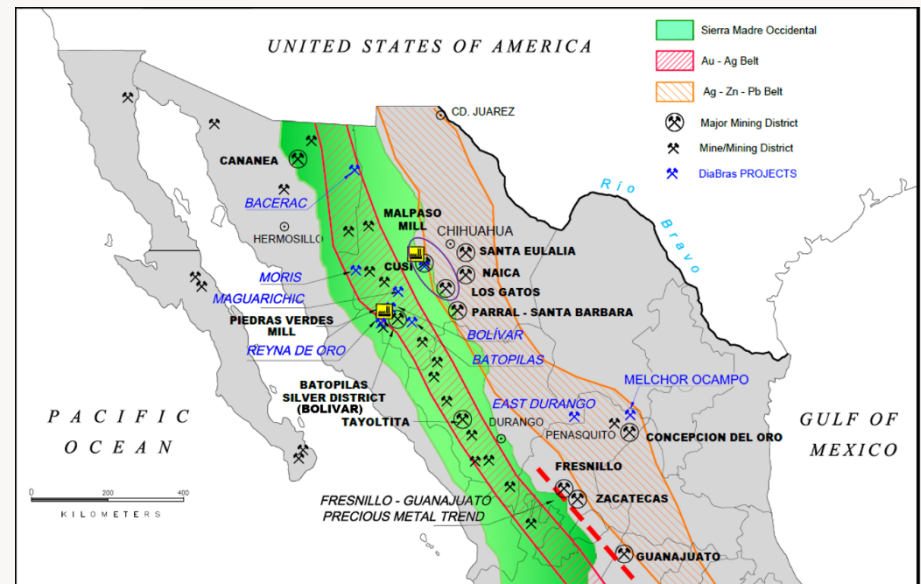 UNITED STATES OF AMERICA
Sierra Madre Occidental
Au - Ag Belt
Ag - Zn - Pb Belt
Major Mining District
Mine/Mining District
DiaBras PROJECTS
CD. JUAREZ
CANANEA
BACERAC
HERMOSILLO
MALPASO
MILL
CHIHUAHUA
Río
Bravo
SANTA EULALIA
CUSI
NAICA
MORIS
LOS GATOS
MAGUARICHIC
PARRAL - SANTA BARBARA
PIEDRAS VERDES
MILL
BOLÍVAR
REYNA DE ORO
BATOPILAS
BATOPILAS
SILVER DISTRICT
(BOLIVAR)
TAYOLTITA
EAST DURANGO
MELCHOR OCAMPO
DURANGO
PENASQUITO
CONCEPCION DEL ORO
PACIFIC
OCEAN
GULF OF
MEXICO
FRESNILLO
ZACATECAS
FRESNILLO - GUANAJUATO
PRECIOUS METAL TREND
GUANAJUATO
0 200 400
KILOMETERS